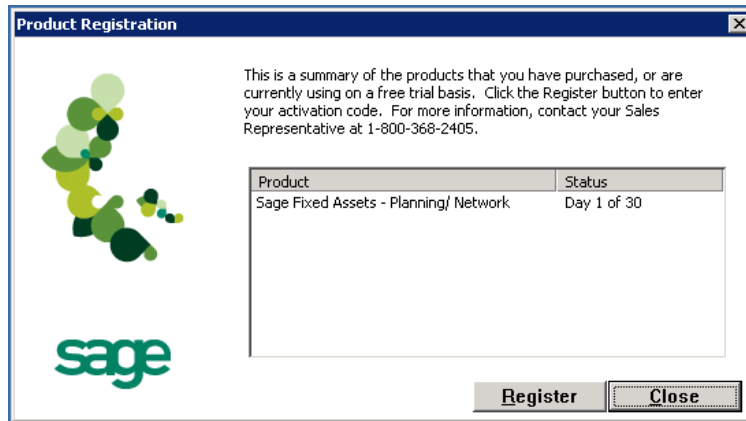 Product Registration
This is a summary of the products that you have purchased, or are
currently using on a free trial basis.  Click the Register button to enter
your activation code.  For more information, contact your Sales
Representative at 1-800-368-2405.
Product Status
Sage Fixed Assets - Planning/ Network Day 1 of 30
sage
Register Close